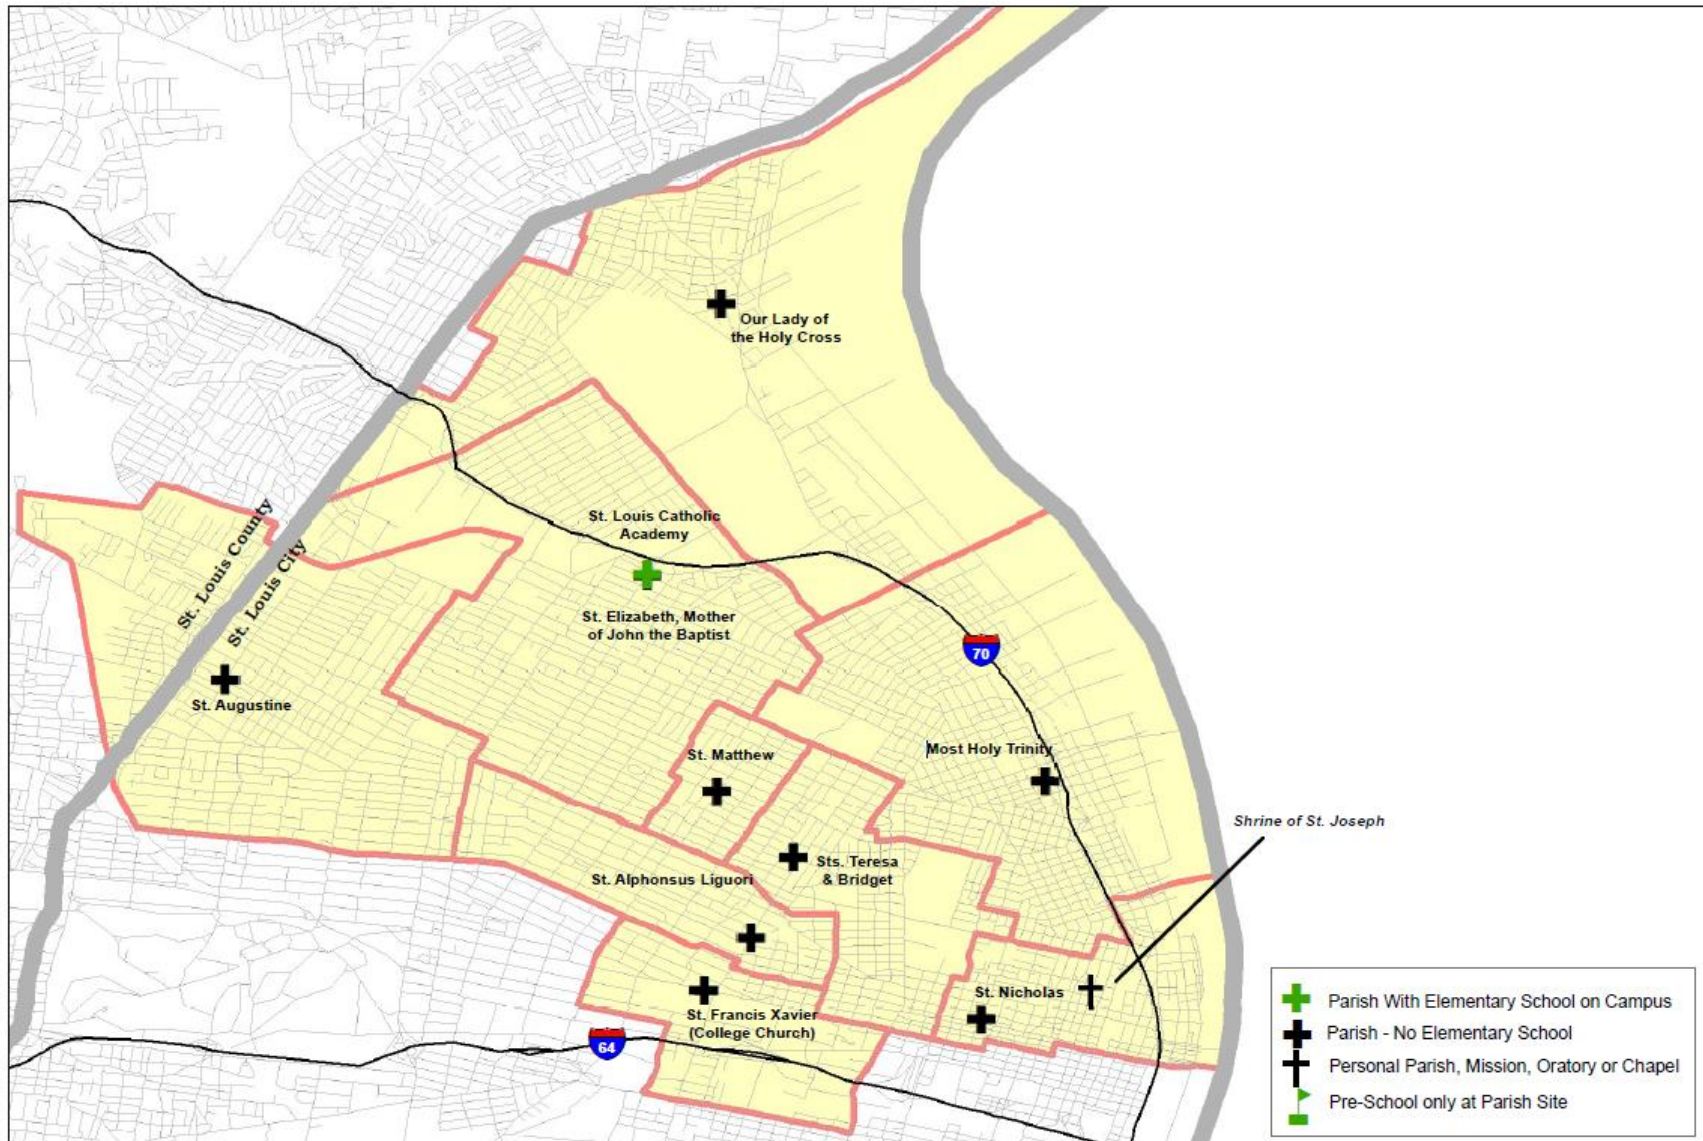 Our Lady of
the Holy Cross
St. Louis Catholic
Academy
St. Louis County
St. Louis City
St. Elizabeth, Mother
of John the Baptist
70
St. Augustine
St. Matthew
Most Holy Trinity
Shrine of St. Joseph
Sts. Teresa
& Bridget
St. Alphonsus Liguori
St. Nicholas
St. Francis Xavier
(College Church)
64
Parish With Elementary School on Campus
Parish - No Elementary School
Personal Parish, Mission, Oratory or Chapel
Pre-School only at Parish Site